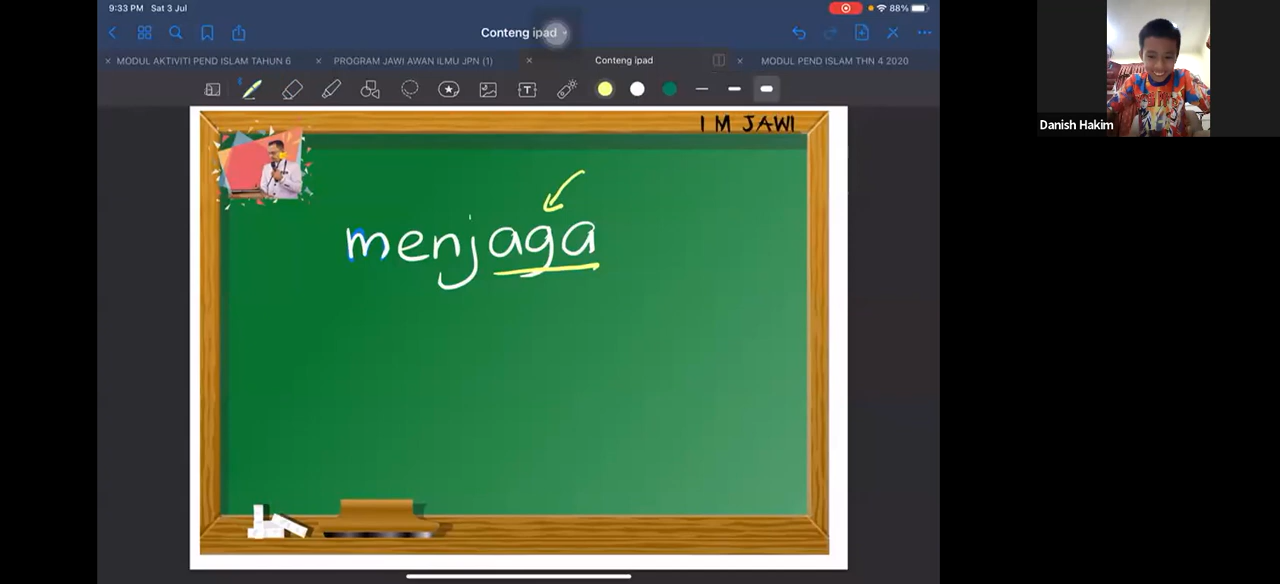 9:33 PM Sat 3 Jul 88%
Conteng ipad
MODUL AKTIVITI PEND ISLAM TAHUN 6
PROGRAM JAWI AWAN ILMU JPN (1)
Conteng ipad
MODUL PEND ISLAM THN 4 2020
I M JAWI
menjaga
Danish Hakim